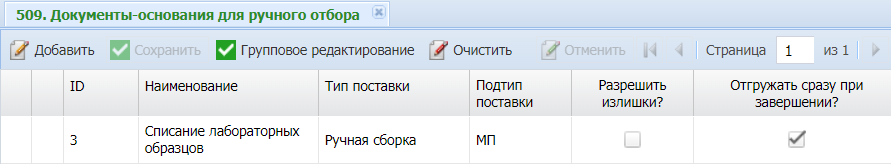 509. Документы-основания для ручного отбора
Добавить Сохранить Групповое редактирование Очистить Отменить Страница 1 из 1
ID Наименование Тип поставки Подтип поставки Разрешить излишки? Отгружать сразу при завершении?
3 Списание лабораторных образцов Ручная сборка МП